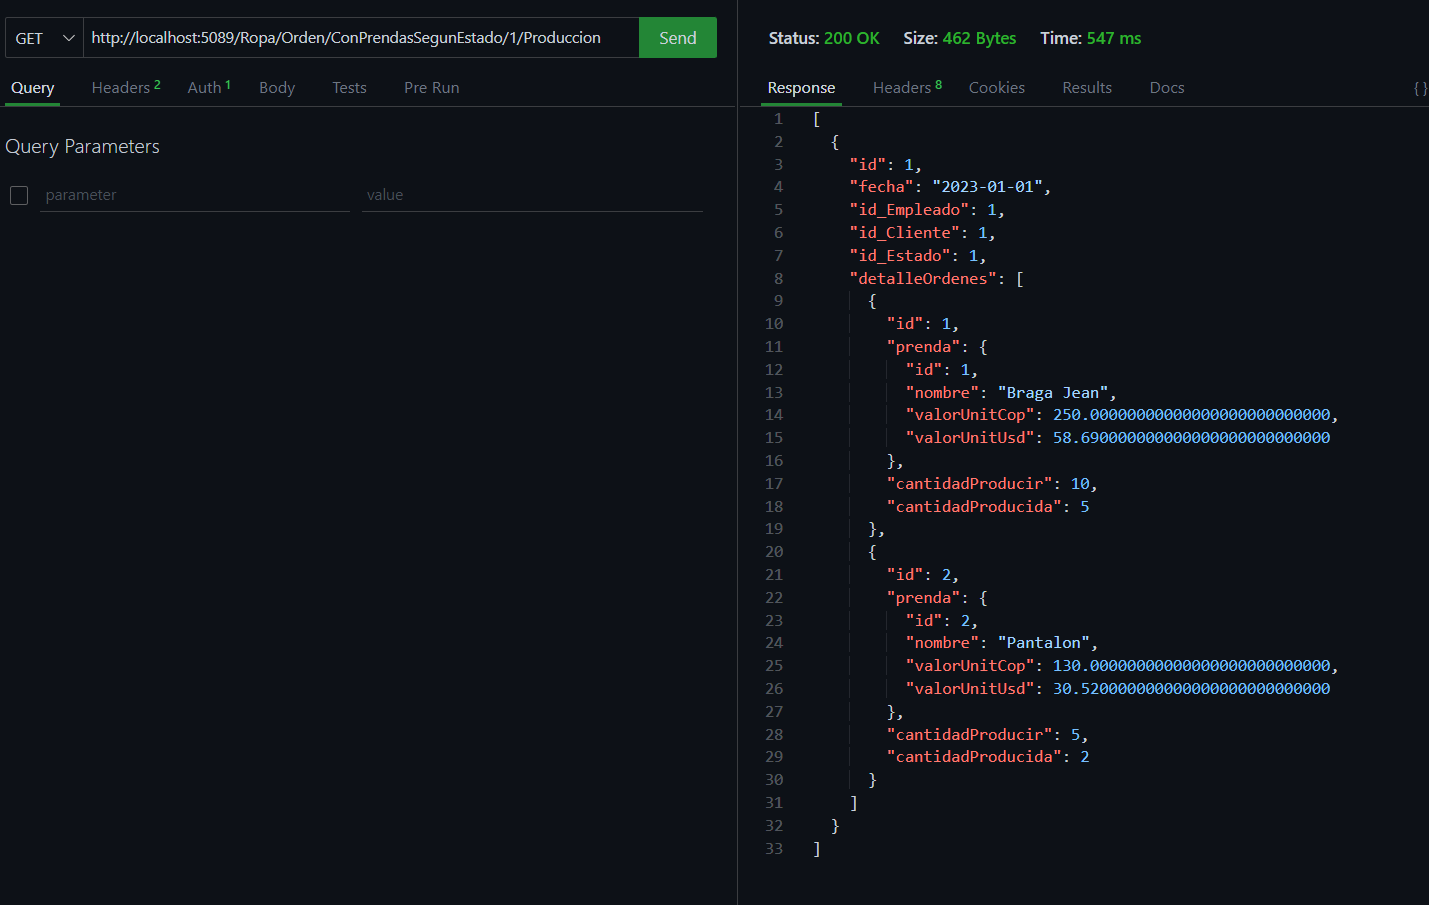 GET http://localhost:5089/Ropa/Orden/ConPrendasSegunEstado/1/Produccion Send
Query Headers 2 Auth 1 Body Tests Pre Run
Query Parameters
parameter value
Status: 200 OK Size: 462 Bytes Time: 547 ms
Response Headers 8 Cookies Results Docs { }
1 [
2 {
3 "id": 1,
4 "fecha": "2023-01-01",
5 "id_Empleado": 1,
6 "id_Cliente": 1,
7 "id_Estado": 1,
8 "detalleOrdenes": [
9 {
10 "id": 1,
11 "prenda": {
12 "id": 1,
13 "nombre": "Braga Jean",
14 "valorUnitCop": 250.00000000000000000000000000,
15 "valorUnitUsd": 58.690000000000000000000000000
16 },
17 "cantidadProducir": 10,
18 "cantidadProducida": 5
19 },
20 {
21 "id": 2,
22 "prenda": {
23 "id": 2,
24 "nombre": "Pantalon",
25 "valorUnitCop": 130.00000000000000000000000000,
26 "valorUnitUsd": 30.520000000000000000000000000
27 },
28 "cantidadProducir": 5,
29 "cantidadProducida": 2
30 }
31 ]
32 }
33 ]